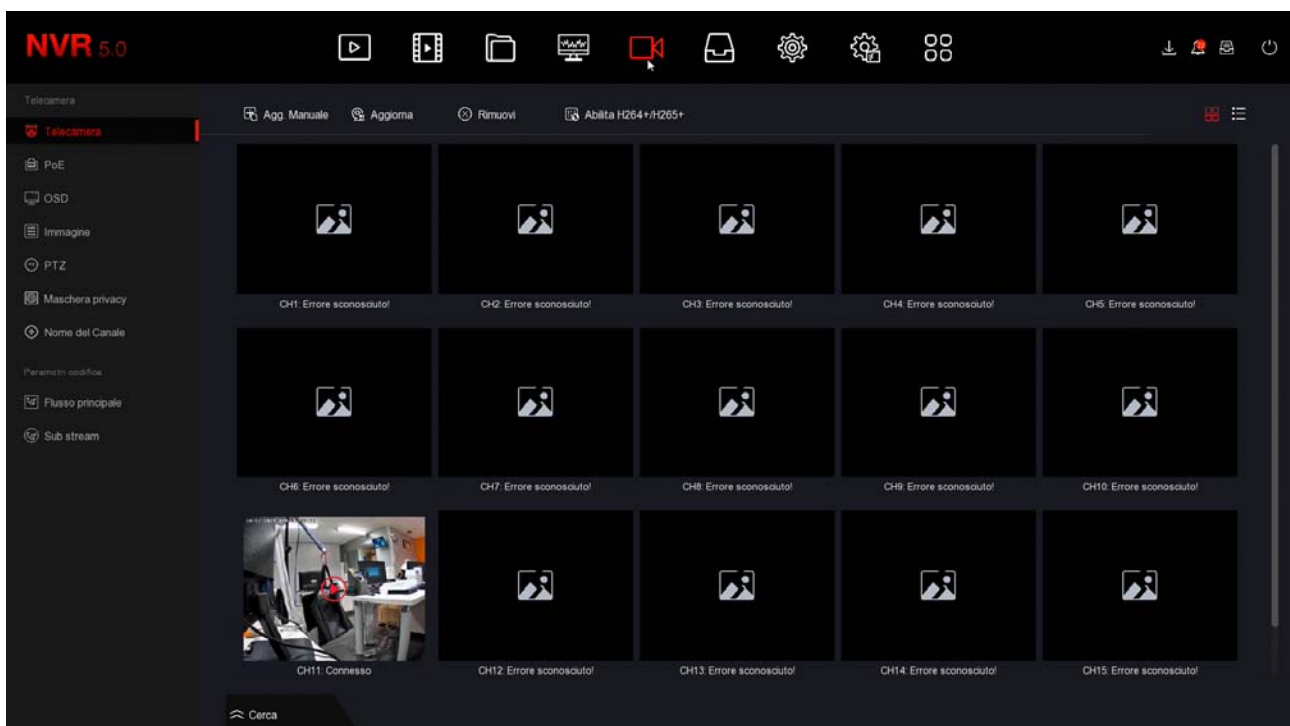 NVR 5.0
Telecamera
Telecamera
PoE
OSD
Immagine
PTZ
Maschera privacy
Nome del Canale
Parametri codifica
Flusso principale
Sub stream
Agg. Manuale Aggiorna Rimuovi Abilita H264+/H265+
CH1: Errore sconosciuto! CH2: Errore sconosciuto! CH3: Errore sconosciuto! CH4: Errore sconosciuto! CH5: Errore sconosciuto!
CH6: Errore sconosciuto! CH7: Errore sconosciuto! CH8: Errore sconosciuto! CH9: Errore sconosciuto! CH10: Errore sconosciuto!
CH11: Connesso CH12: Errore sconosciuto! CH13: Errore sconosciuto! CH14: Errore sconosciuto! CH15: Errore sconosciuto!
Cerca